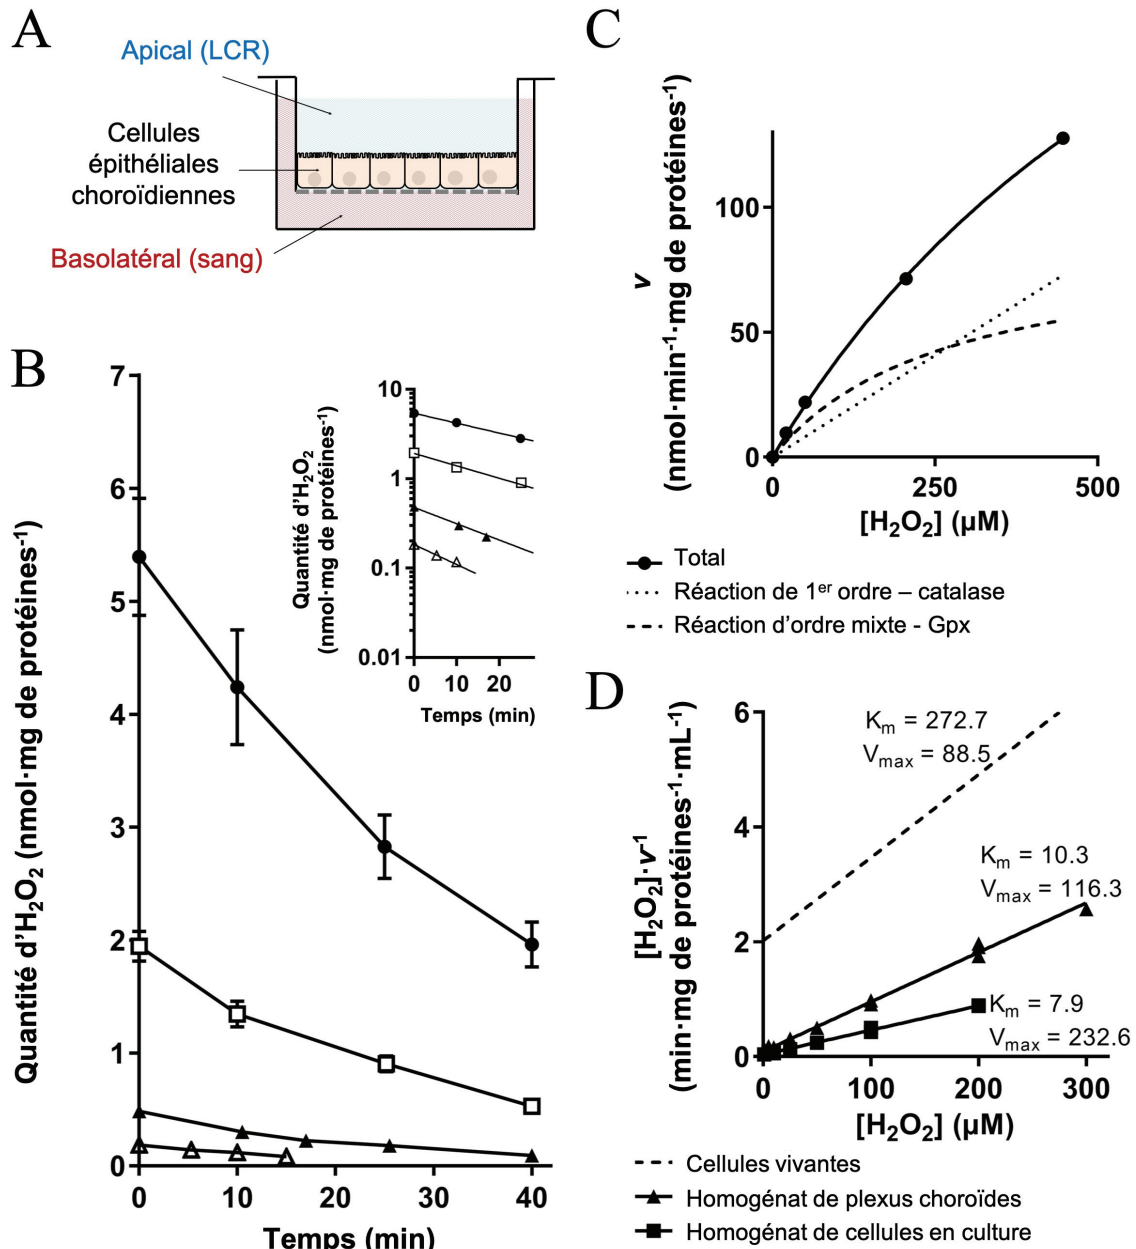 A
Apical (LCR)
Cellules
épithéliales
choroïdiennes
Basolatéral (sang)
B
Quantité d'H₂O₂ (nmol·mg de protéines⁻¹)
7
6
5
4
3
2
1
0
0
10
20
30
40
Temps (min)
Quantité d'H₂O₂
(nmol·mg de protéines⁻¹)
10
1
0.1
0.01
0
10
20
Temps (min)
C
v
(nmol·min⁻¹·mg de protéines⁻¹)
100
50
0
0
250
500
[H₂O₂] (µM)
Total
Réaction de 1er ordre – catalase
Réaction d'ordre mixte - Gpx
D
[H₂O₂]·v⁻¹
(min·mg de protéines⁻¹·mL⁻¹)
6
4
2
0
Kₘ = 272.7
Vₘₐₓ = 88.5
Kₘ = 10.3
Vₘₐₓ = 116.3
Kₘ = 7.9
Vₘₐₓ = 232.6
0
100
200
300
[H₂O₂] (µM)
Cellules vivantes
Homogénat de plexus choroïdes
Homogénat de cellules en culture